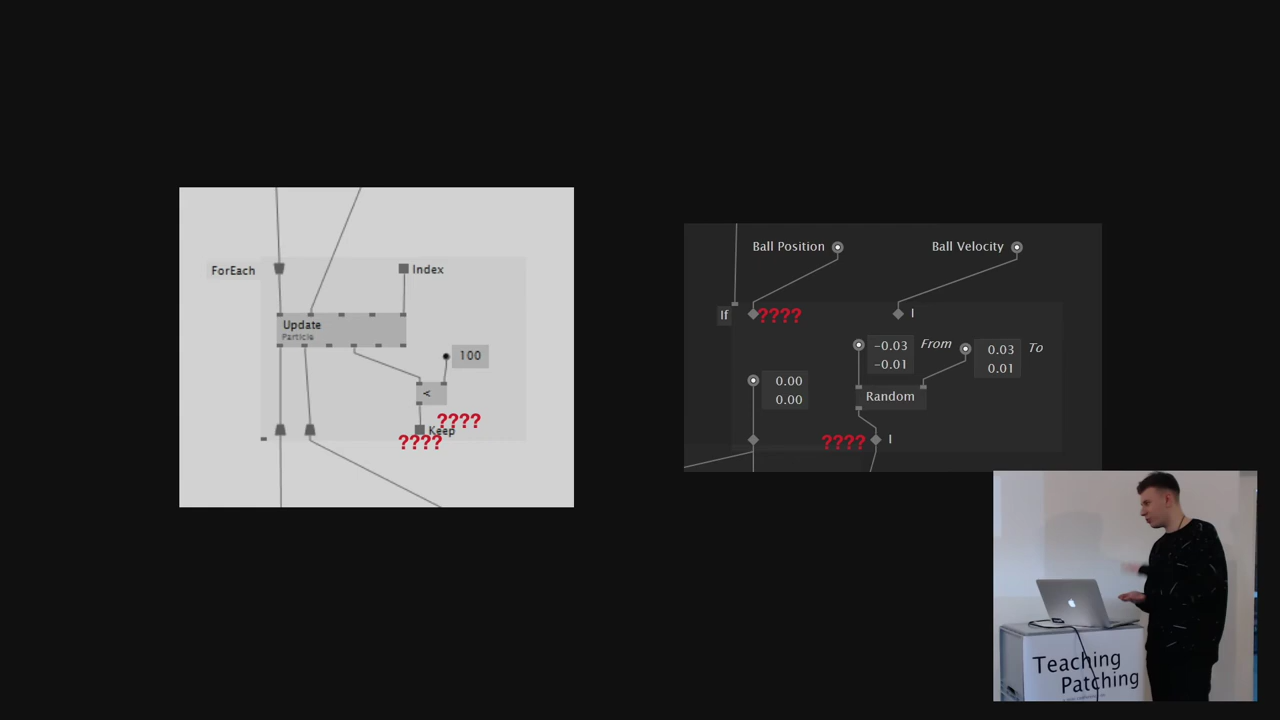 ForEach
Index
Update
Particle
100
<
????
Keep
????
Ball Position
Ball Velocity
If
????
I
-0.03
-0.01
From
0.03
0.01
To
0.00
0.00
Random
????
I
Teaching
Patching